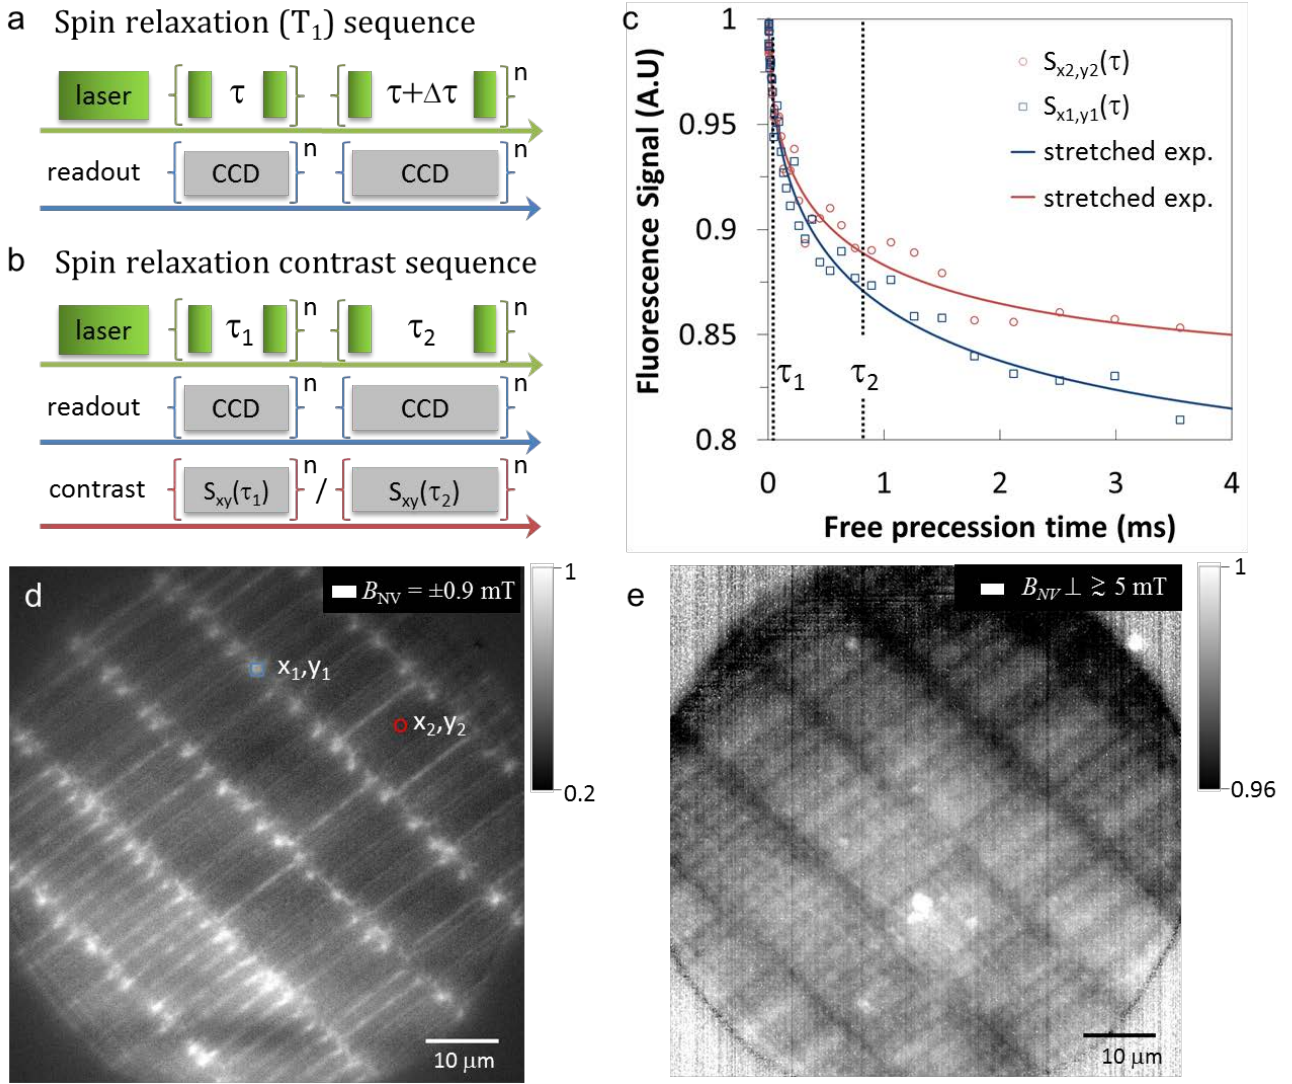 a Spin relaxation (T₁) sequence
laser τ n τ+Δτ n
readout CCD n CCD n
b Spin relaxation contrast sequence
laser τ₁ n τ₂ n
readout CCD n CCD n
contrast Sxy(τ₁) n / Sxy(τ₂) n
c
Fluorescence Signal (A.U)
1
0.95
0.9
0.85
0.8
Sx2,y2(τ)
Sx1,y1(τ)
stretched exp.
stretched exp.
τ₁ τ₂
0 1 2 3 4
Free precession time (ms)
d
BNV = ±0.9 mT
1
0.2
x₁,y₁
x₂,y₂
10 μm
e
BNV ⊥ ≳ 5 mT
1
0.96
10 μm